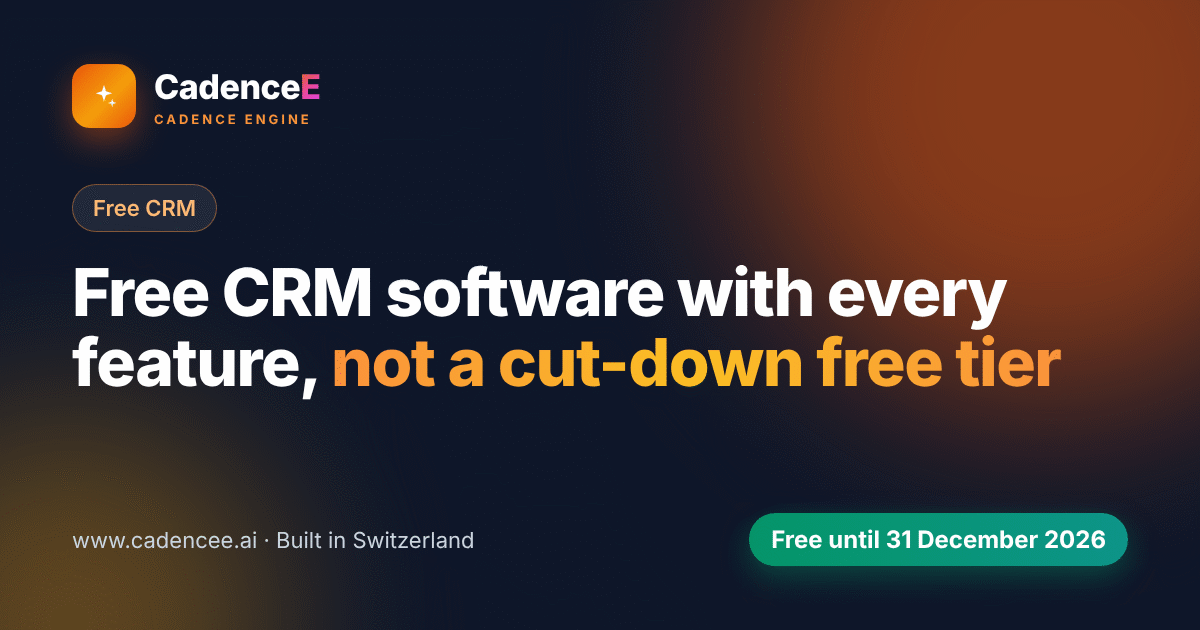 CadenceE
CADENCE ENGINE
Free CRM
Free CRM software with every
feature, not a cut-down free tier
www.cadencee.ai · Built in Switzerland
Free until 31 December 2026